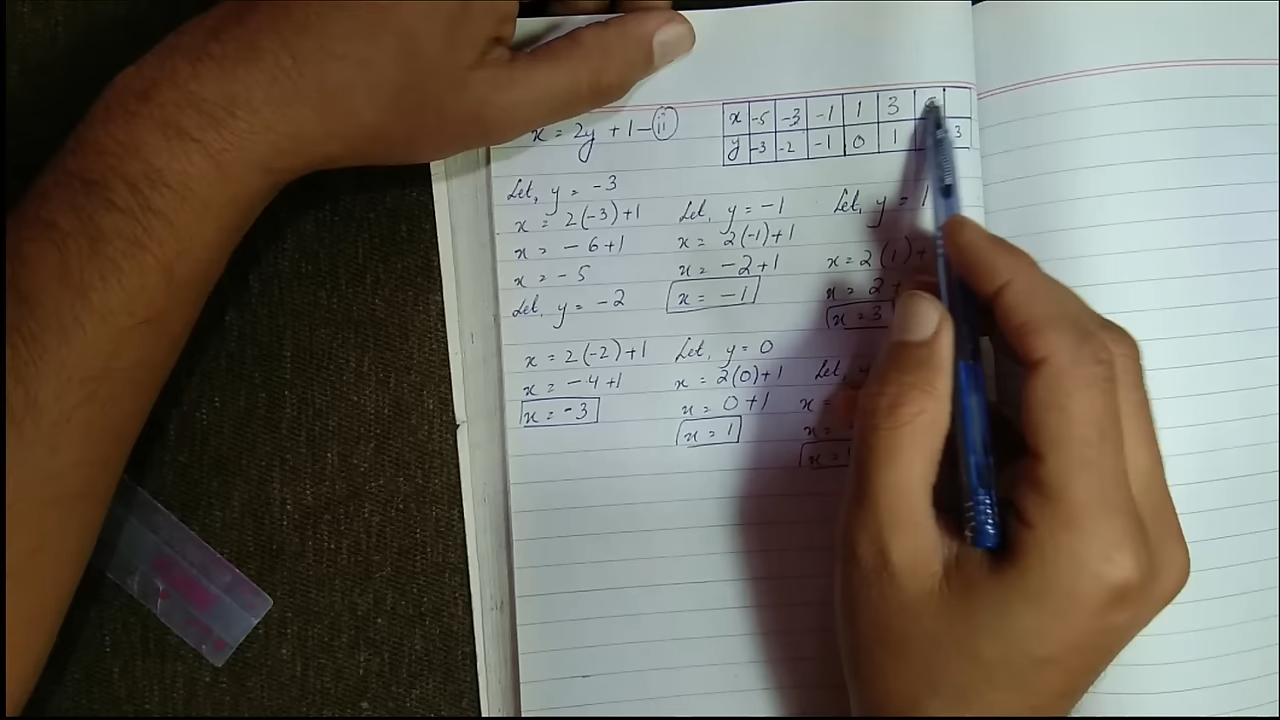 x = 2y + 1 - ii
x -5 -3 -1 1 3
y -3 -2 -1 0 1 3
Let, y = -3
x = 2(-3)+1
x = -6+1
x = -5
Let, y = -2
x = 2(-2)+1
x = -4+1
x = -3
Let, y = -1
x = 2(-1)+1
x = -2+1
x = -1
Let, y = 0
x = 2(0)+1
x = 0+1
x = 1
Let, y = 1
x = 2(1)+
x = 2
x = 3
Let,
x =
x =
x =